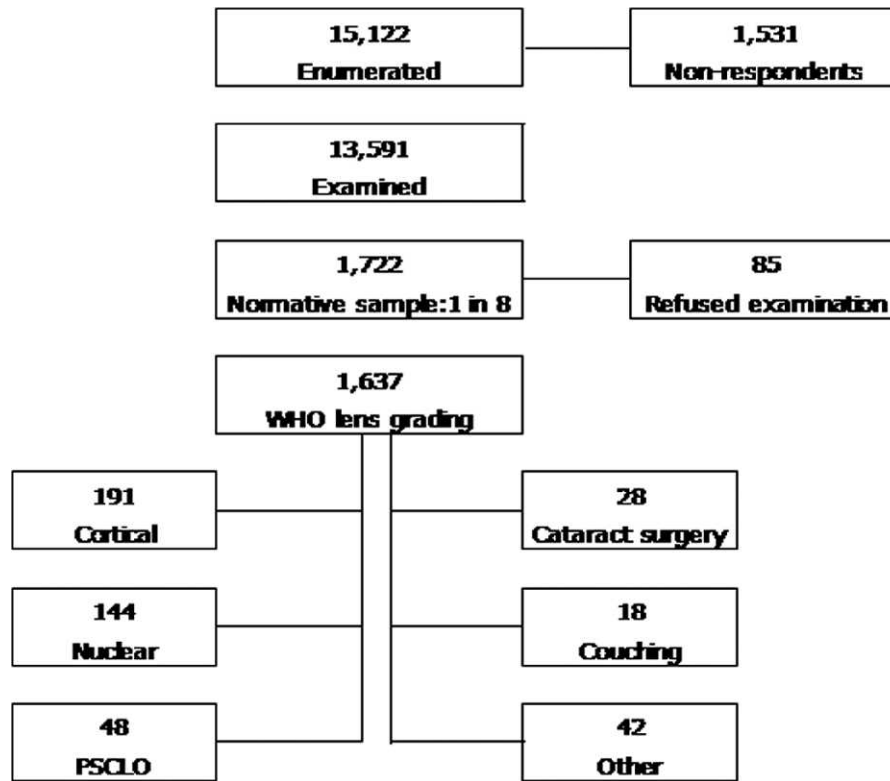 15,122
Enumerated
1,531
Non-respondents
13,591
Examined
1,722
Normative sample:1 in 8
85
Refused examination
1,637
WHO lens grading
191
Cortical
28
Cataract surgery
144
Nuclear
18
Couching
48
PSCLO
42
Other